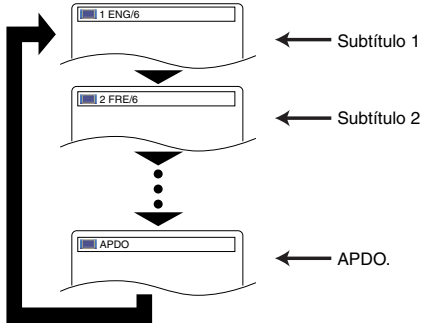 1 ENG/6
Subtítulo 1
2 FRE/6
Subtítulo 2
APDO
APDO.